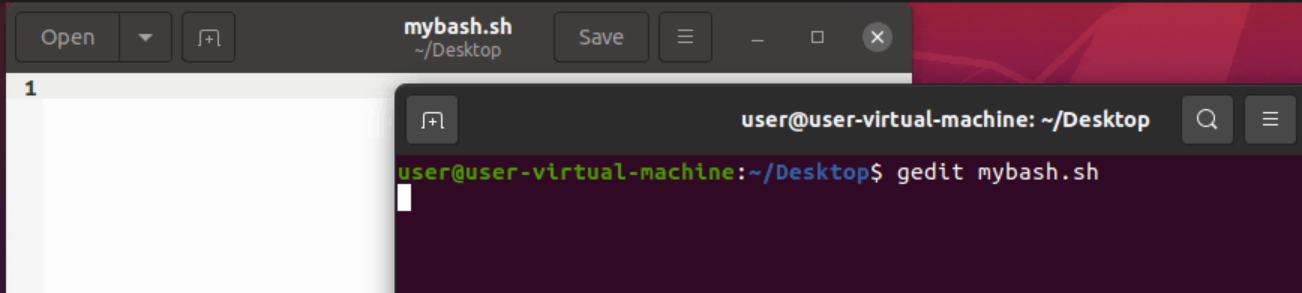 Open
mybash.sh
~/Desktop
Save
1
user@user-virtual-machine: ~/Desktop
user@user-virtual-machine:~/Desktop$ gedit mybash.sh